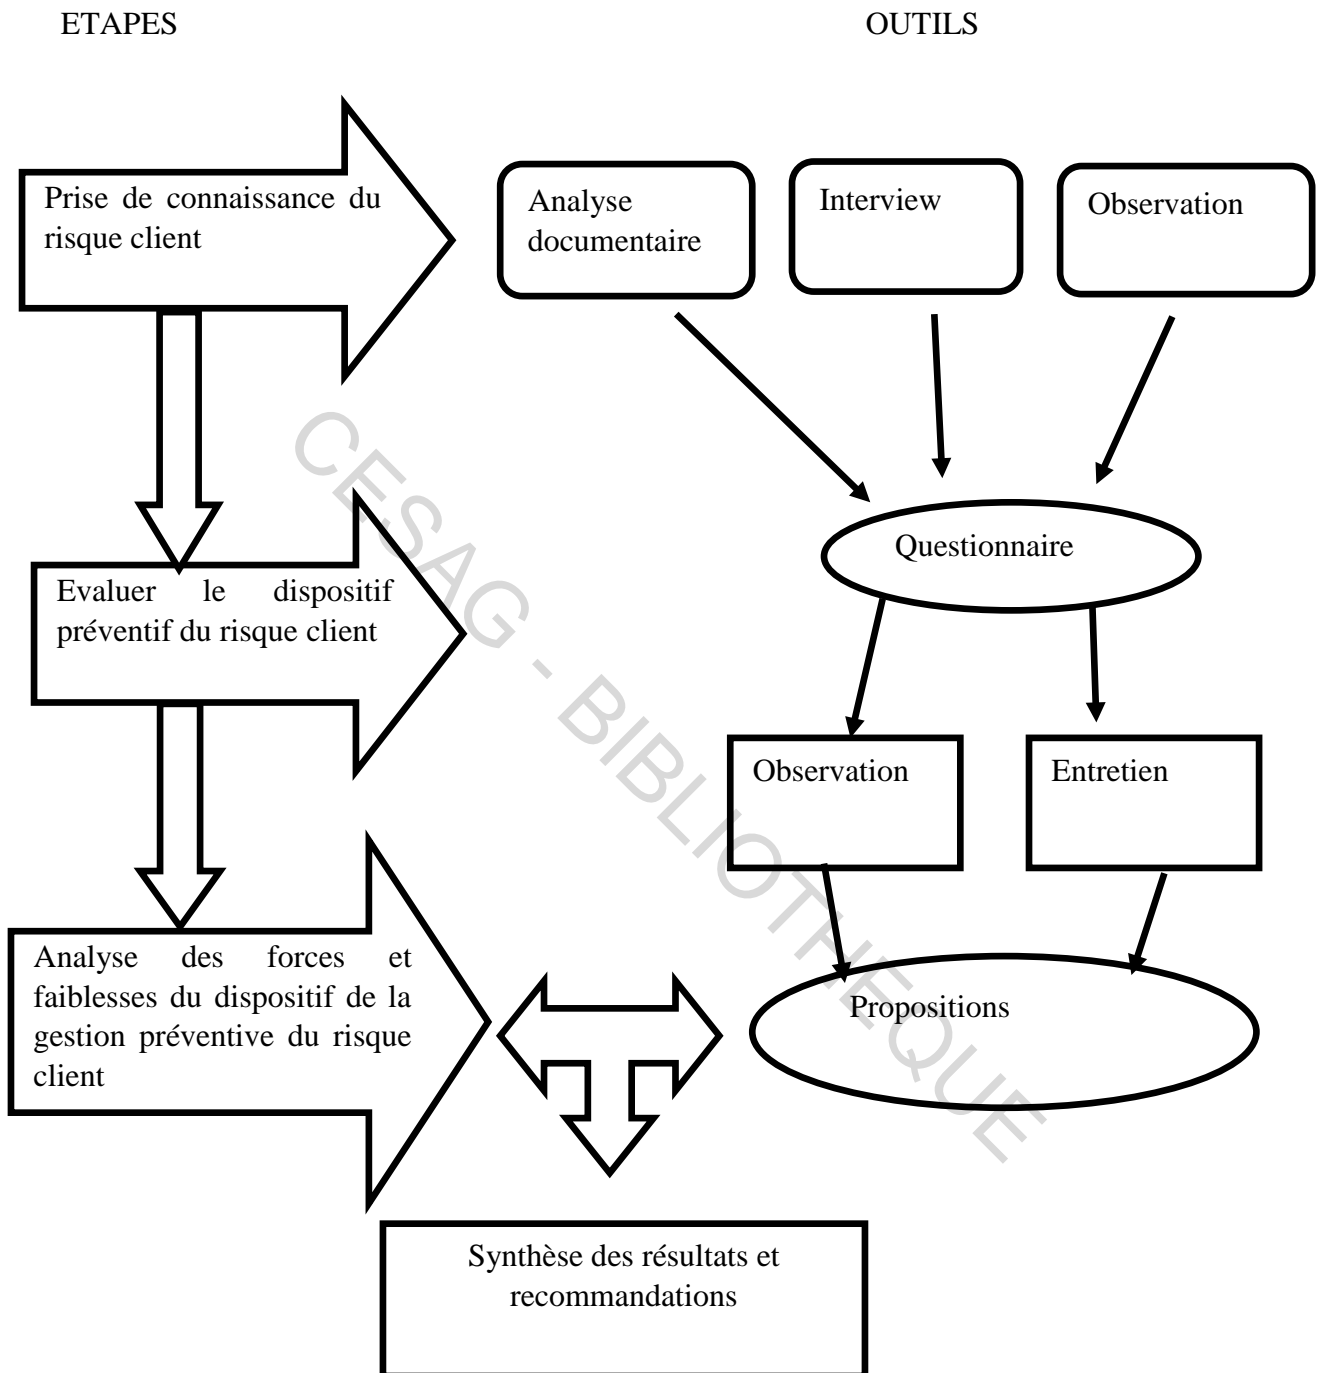 ETAPES
OUTILS
Prise de connaissance du
risque client
Analyse
documentaire
Interview
Observation
Questionnaire
Evaluer le dispositif
préventif du risque client
Observation
Entretien
Analyse des forces et
faiblesses du dispositif de la
gestion préventive du risque
client
Propositions
Synthèse des résultats et
recommandations
CESAG - BIBLIOTHEQUE